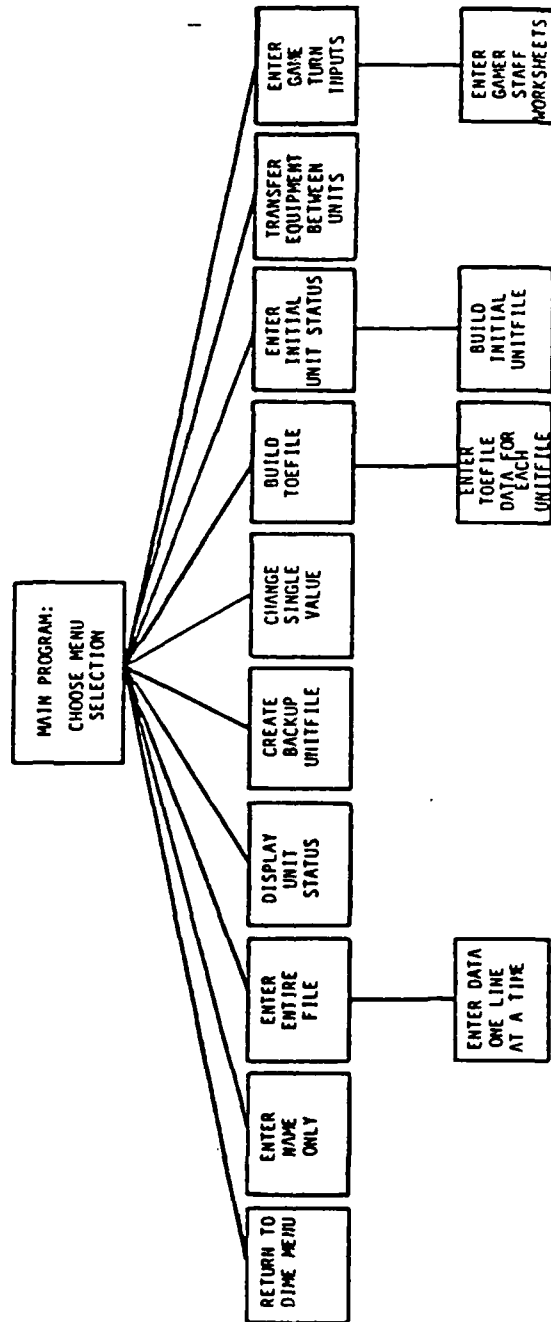 MAIN PROGRAM:
CHOOSE MENU
SELECTION
RETURN TO
DIME MENU
ENTER
NAME
ONLY
ENTER
ENTIRE
FILE
DISPLAY
UNIT
STATUS
CREATE
BACKUP
UNITFILE
CHANGE
SINGLE
VALUE
BUILD
TOEFILE
ENTER
INITIAL
UNIT STATUS
TRANSFER
EQUIPMENT
BETWEEN
UNITS
ENTER
GAME
TURN
INPUTS
ENTER DATA
ONE LINE
AT A TIME
ENTER
TOEFILE
DATA FOR
EACH
UNITFILE
BUILD
INITIAL
UNITFILE
ENTER
GAMER
STAFF
WORKSHEETS